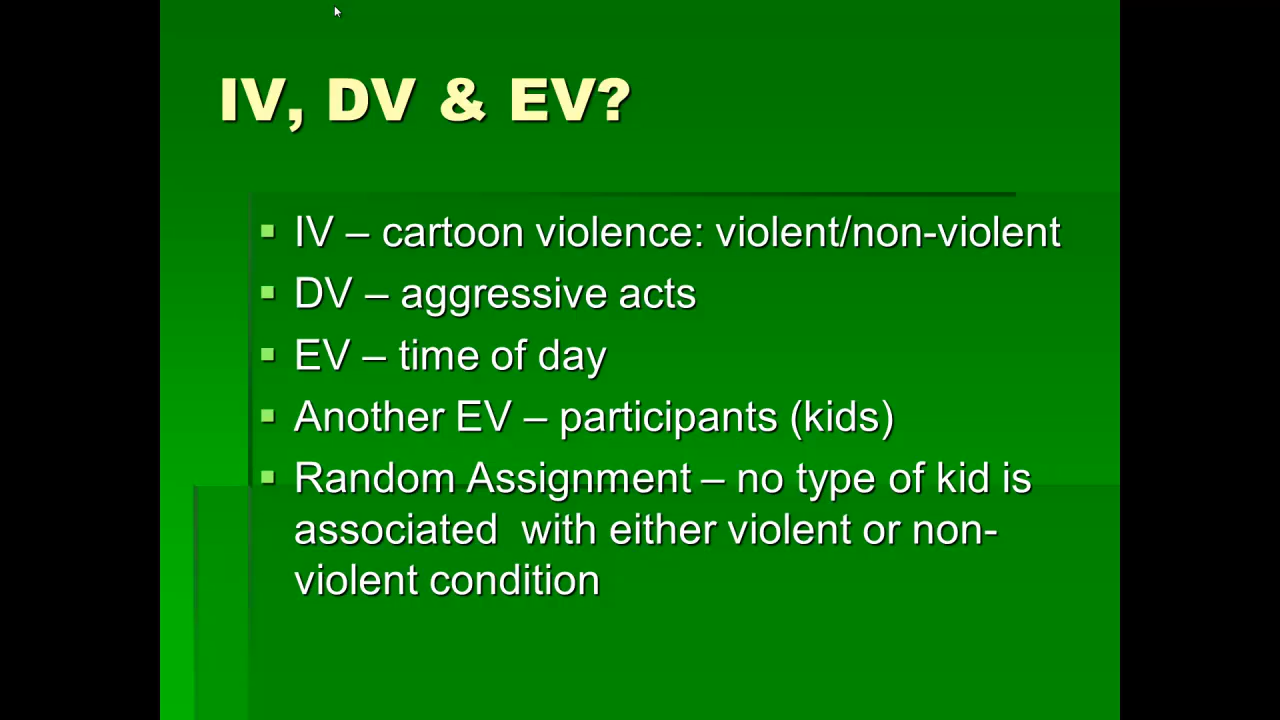 IV, DV & EV?
IV – cartoon violence: violent/non-violent
DV – aggressive acts
EV – time of day
Another EV – participants (kids)
Random Assignment – no type of kid is
associated  with either violent or non-
violent condition